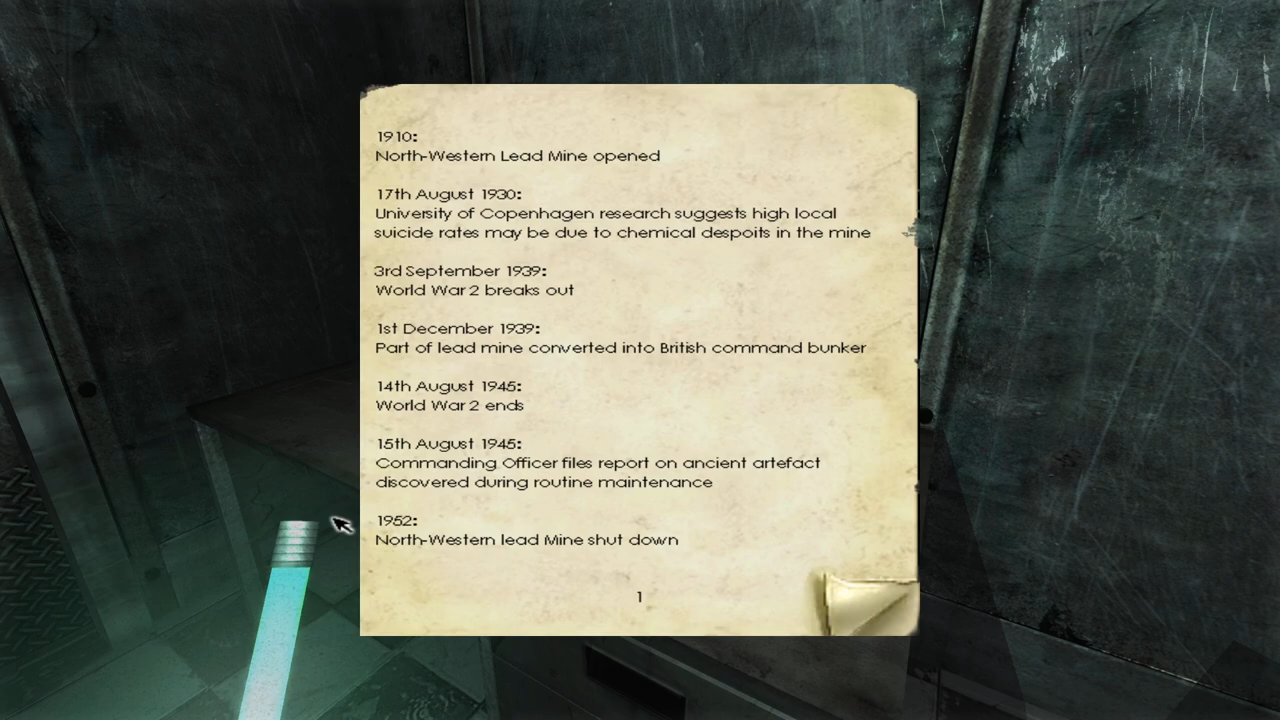 1910:
North-Western Lead Mine opened
17th August 1930:
University of Copenhagen research suggests high local
suicide rates may be due to chemical despoits in the mine
3rd September 1939:
World War 2 breaks out
1st December 1939:
Part of lead mine converted into British command bunker
14th August 1945:
World War 2 ends
15th August 1945:
Commanding Officer files report on ancient artefact
discovered during routine maintenance
1952:
North-Western lead Mine shut down
1